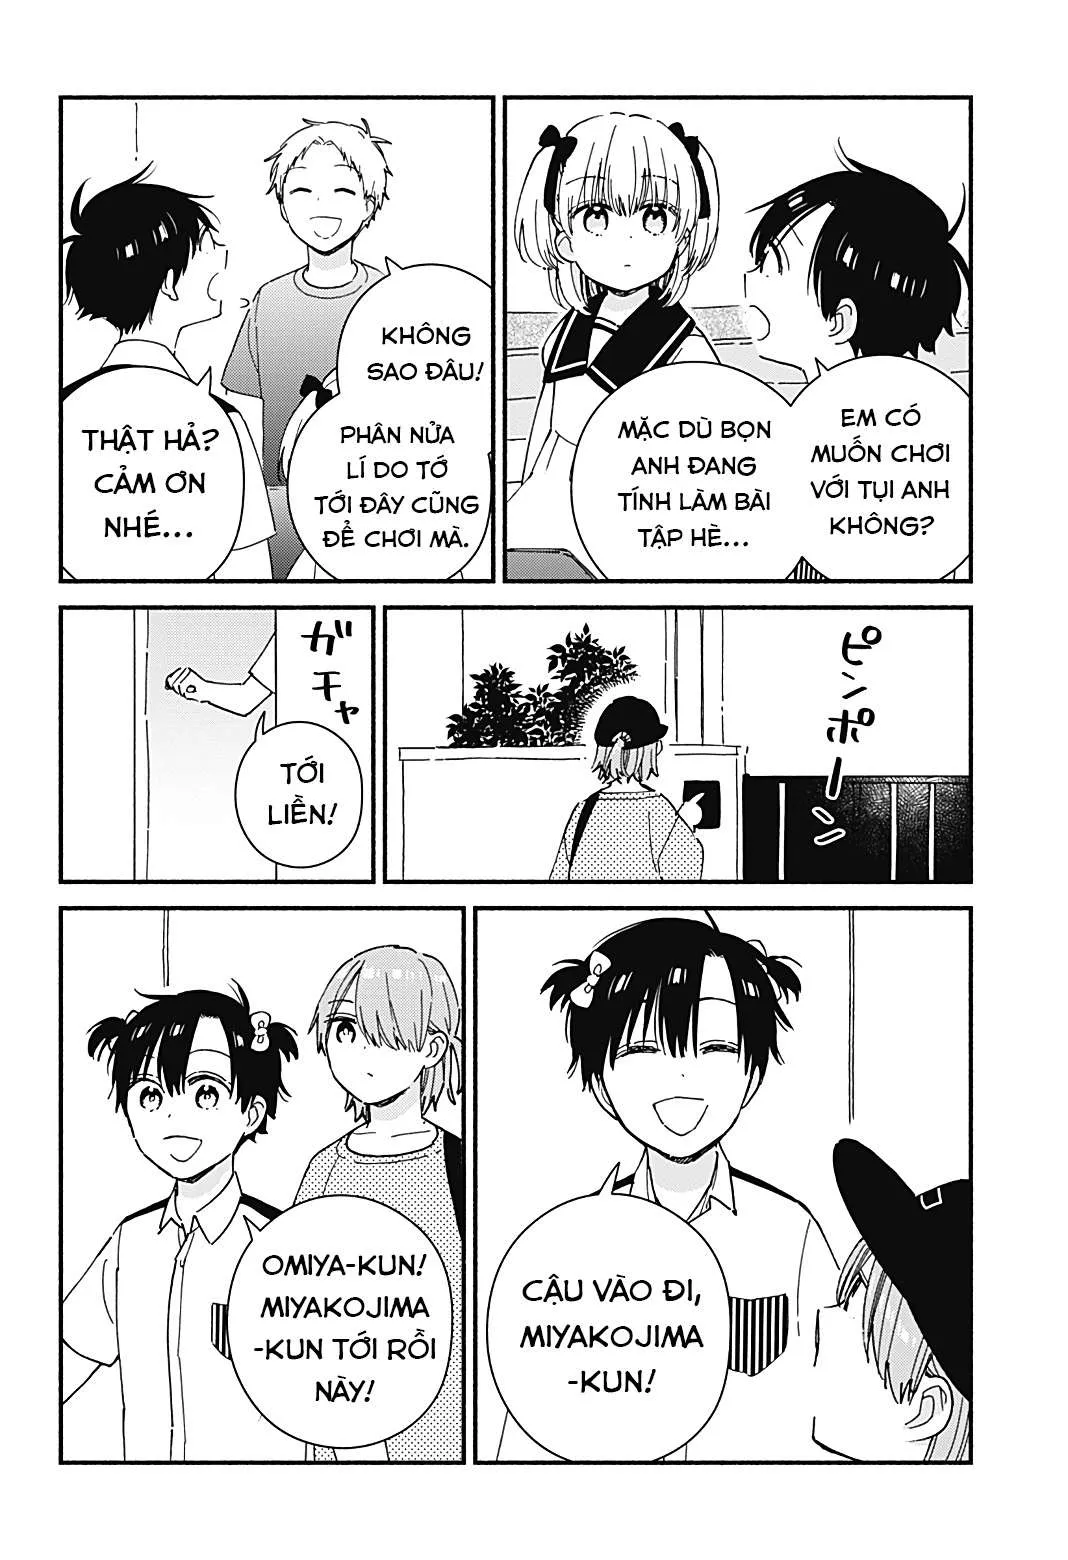 EM CÓ
MUỐN CHƠI
VỚI TỤI ANH
KHÔNG?
MẶC DÙ BỌN
ANH ĐANG
TÍNH LÀM BÀI
TẬP HÈ...
KHÔNG
SAO ĐÂU!
PHÂN NỬA
LÍ DO TỚ
TỚI ĐÂY CŨNG
ĐỂ CHƠI MÀ.
THẬT HẢ?
CẢM ƠN
NHÉ...
ピンポーン
ガチャ
TỚI
LIỀN!
CẬU VÀO ĐI,
MIYAKOJIMA
-KUN!
OMIYA-KUN!
MIYAKOJIMA
-KUN TỚI RỒI
NÀY!